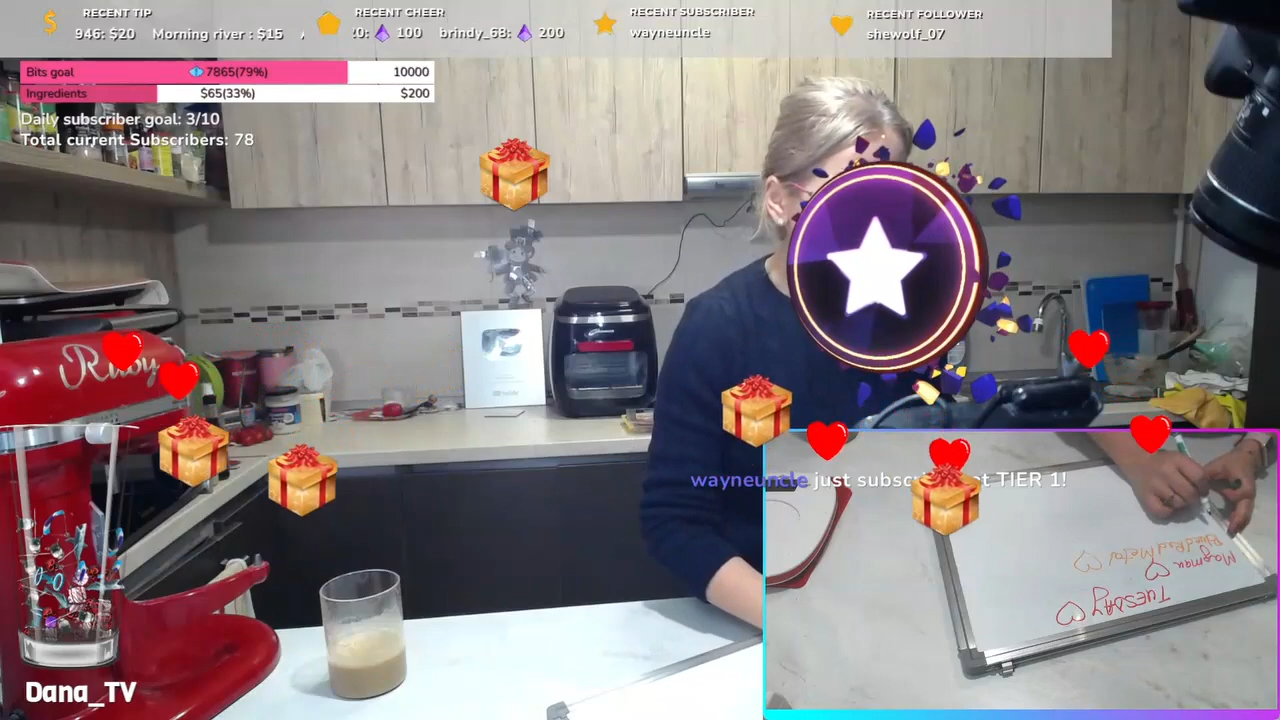 RECENT TIP
946: $20 Morning river : $15
RECENT CHEER
0: 100 brindy_68: 200
RECENT SUBSCRIBER
wayneuncle
RECENT FOLLOWER
shewolf_07
Bits goal 7865(79%) 10000
Ingredients $65(33%) $200
Daily subscriber goal: 3/10
Total current Subscribers: 78
Ruby
wayneuncle just subsc t TIER 1!
Magman
TUESDAY
Dana_TV